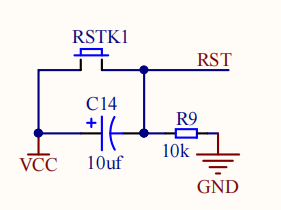 RSTK1
RST
C14
+
R9
10k
10uf
VCC
GND